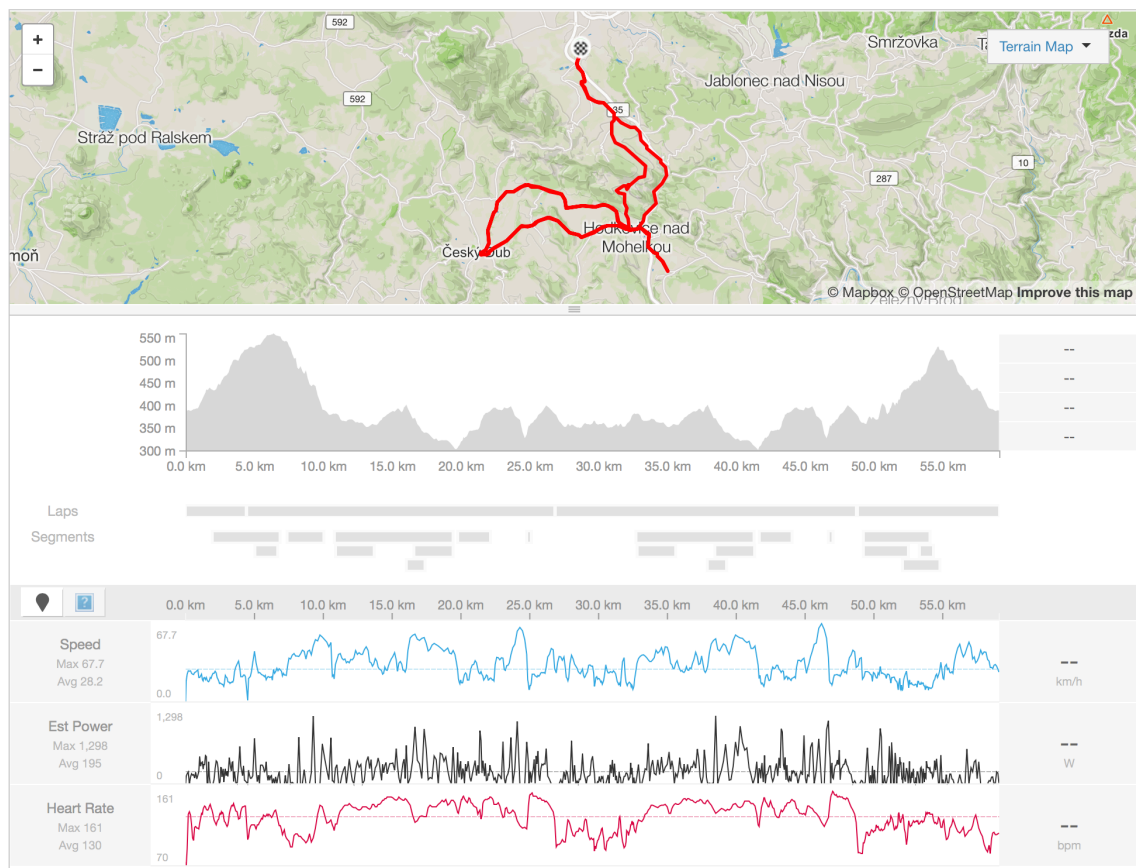 592
+
−
Smržovka
zda
Terrain Map
Jablonec nad Nisou
592
35
Stráž pod Ralskem
10
287
Hodkovice nad
Mohelkou
Český Dub
moň
Železný Brod
© Mapbox © OpenStreetMap Improve this map
550 m
500 m
450 m
400 m
350 m
300 m
--
--
--
--
0.0 km 5.0 km 10.0 km 15.0 km 20.0 km 25.0 km 30.0 km 35.0 km 40.0 km 45.0 km 50.0 km 55.0 km
Laps
Segments
?
0.0 km 5.0 km 10.0 km 15.0 km 20.0 km 25.0 km 30.0 km 35.0 km 40.0 km 45.0 km 50.0 km 55.0 km
Speed
Max 67.7
Avg 28.2
67.7
0.0
--
km/h
Est Power
Max 1,298
Avg 195
1,298
0
--
W
Heart Rate
Max 161
Avg 130
161
70
--
bpm